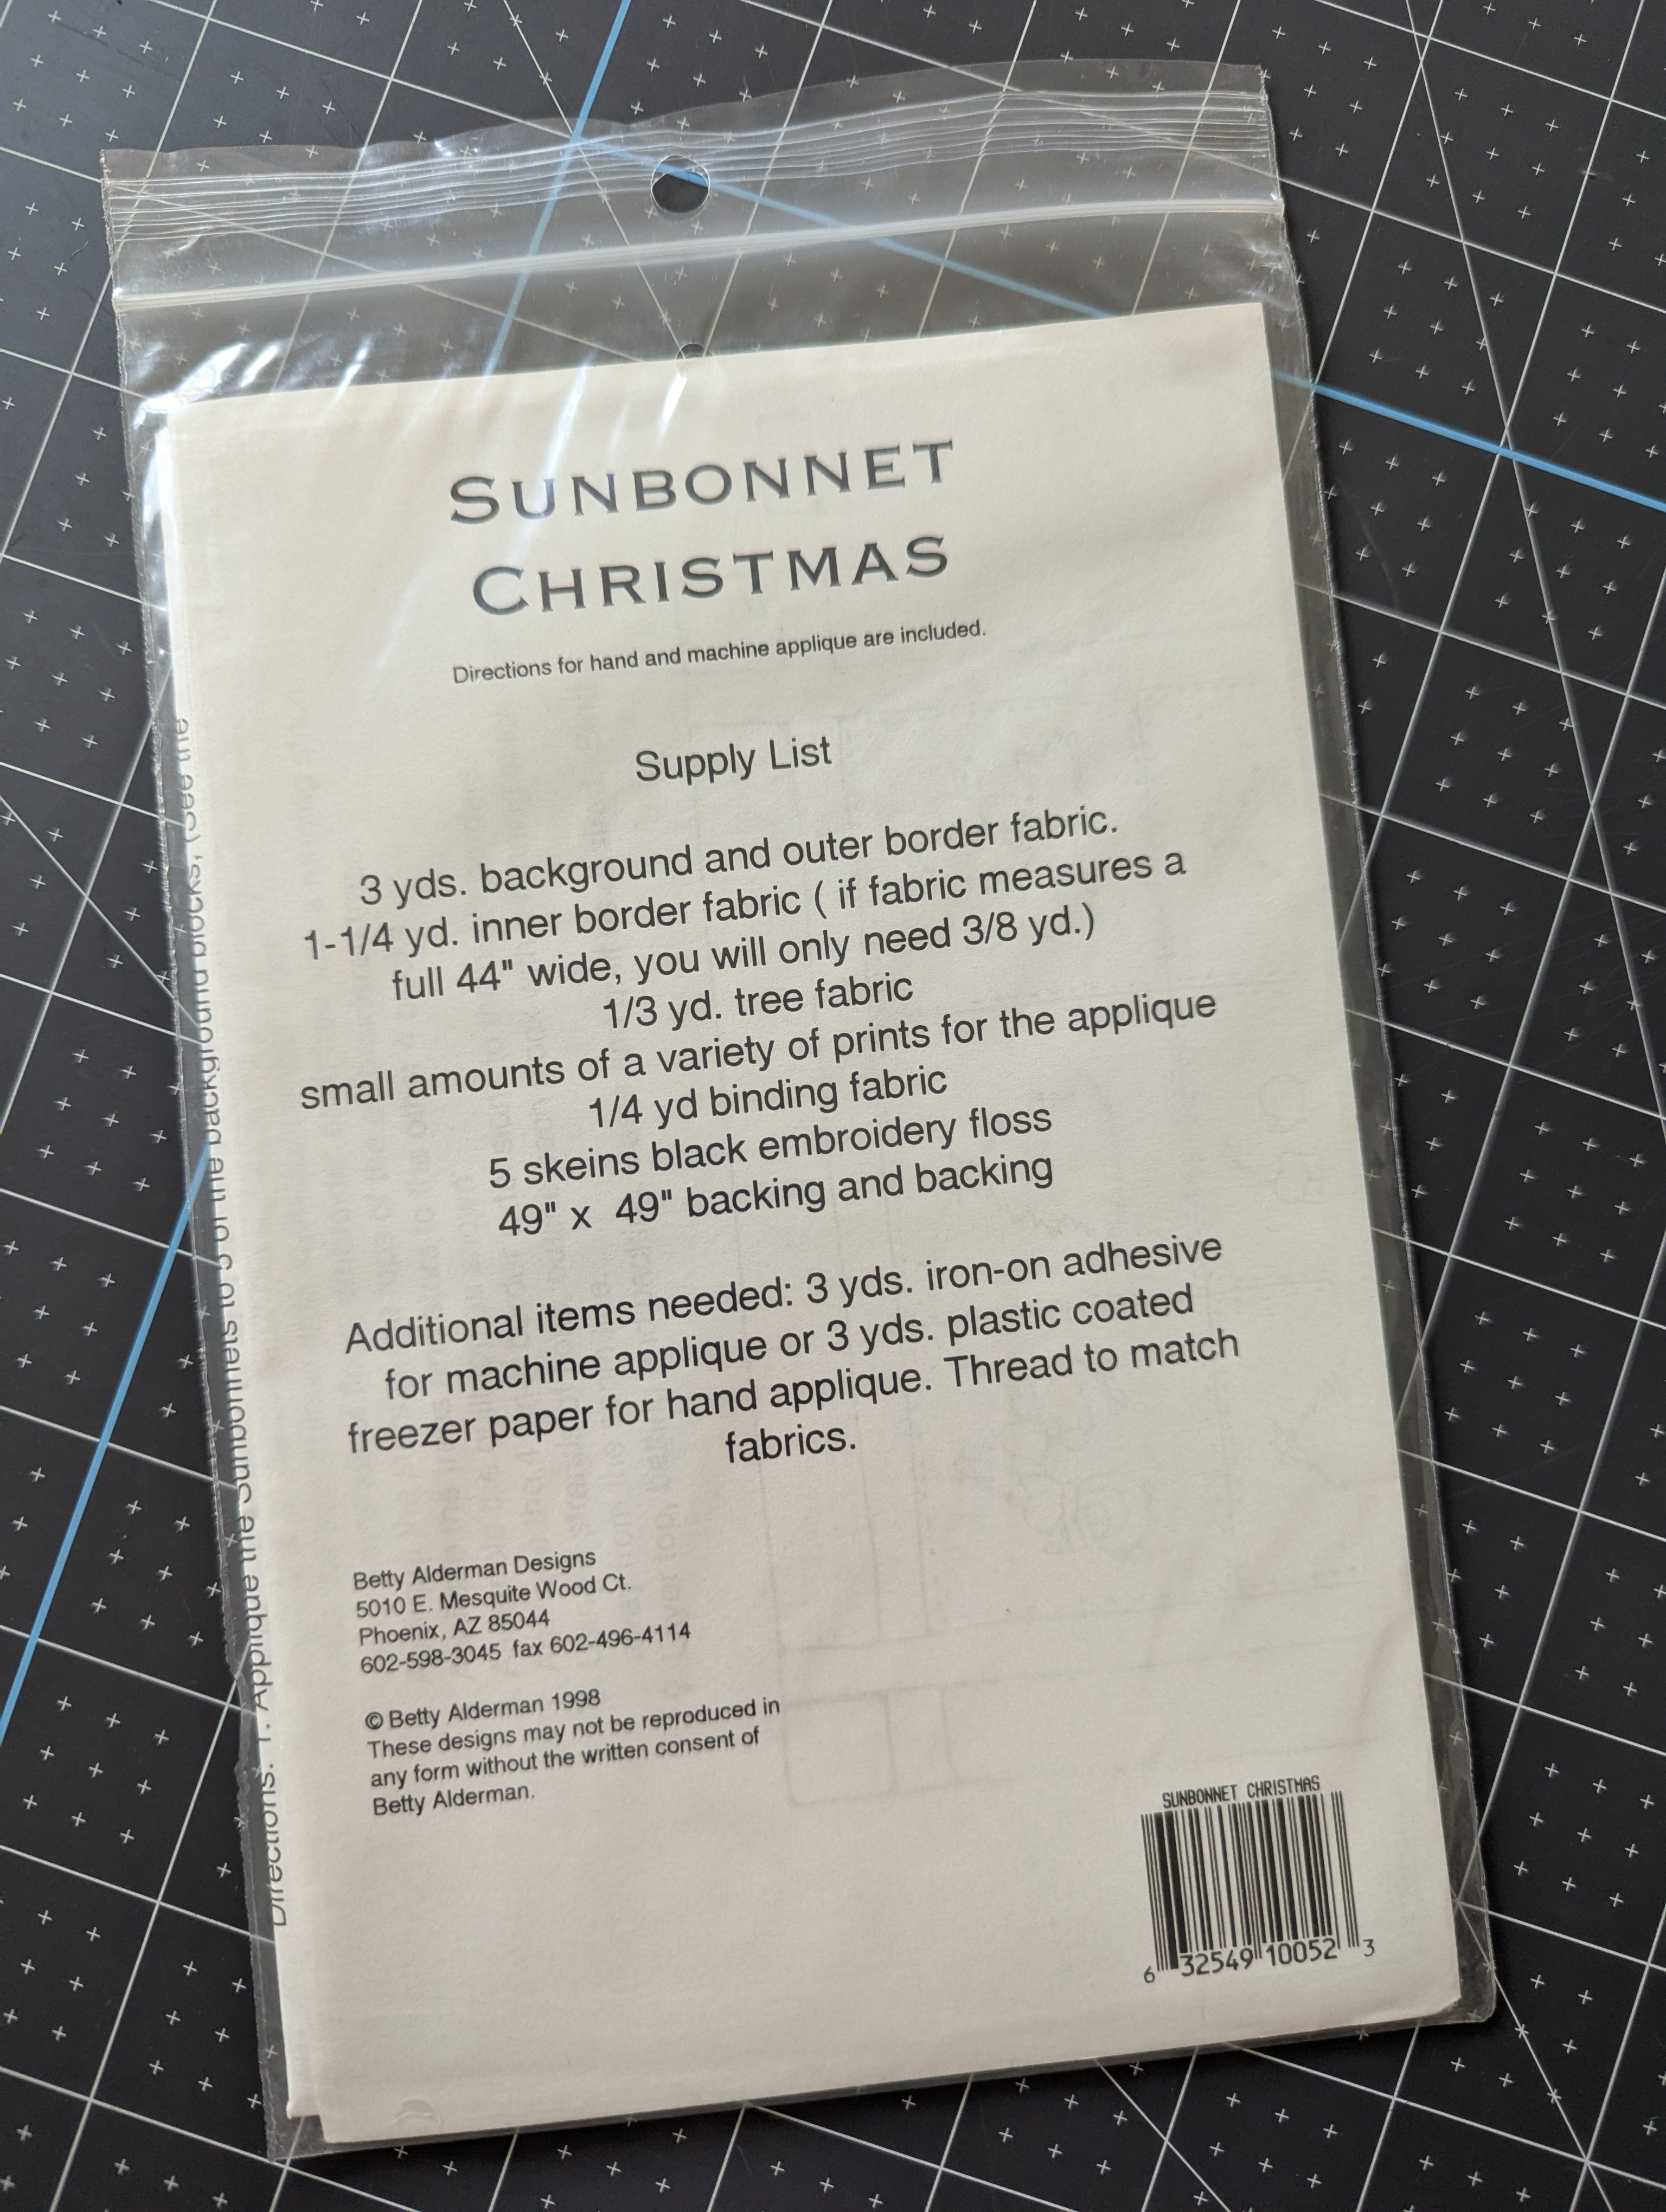 SUNBONNET
CHRISTMAS
Directions for hand and machine applique are included.
Supply List
3 yds. background and outer border fabric.
1-1/4 yd. inner border fabric ( if fabric measures a
full 44" wide, you will only need 3/8 yd.)
1/3 yd. tree fabric
small amounts of a variety of prints for the applique
1/4 yd binding fabric
5 skeins black embroidery floss
49" x 49" backing and backing
Additional items needed: 3 yds. iron-on adhesive
for machine applique or 3 yds. plastic coated
freezer paper for hand applique. Thread to match
fabrics.
Betty Alderman Designs
5010 E. Mesquite Wood Ct.
Phoenix, AZ 85044
602-598-3045 fax 602-496-4114
© Betty Alderman 1998
These designs may not be reproduced in
any form without the written consent of
Betty Alderman.
SUNBONNET CHRISTMAS
6 32549 10052 3
Directions: 1. Applique the Sunbonnets to 5 of the background blocks, (See the